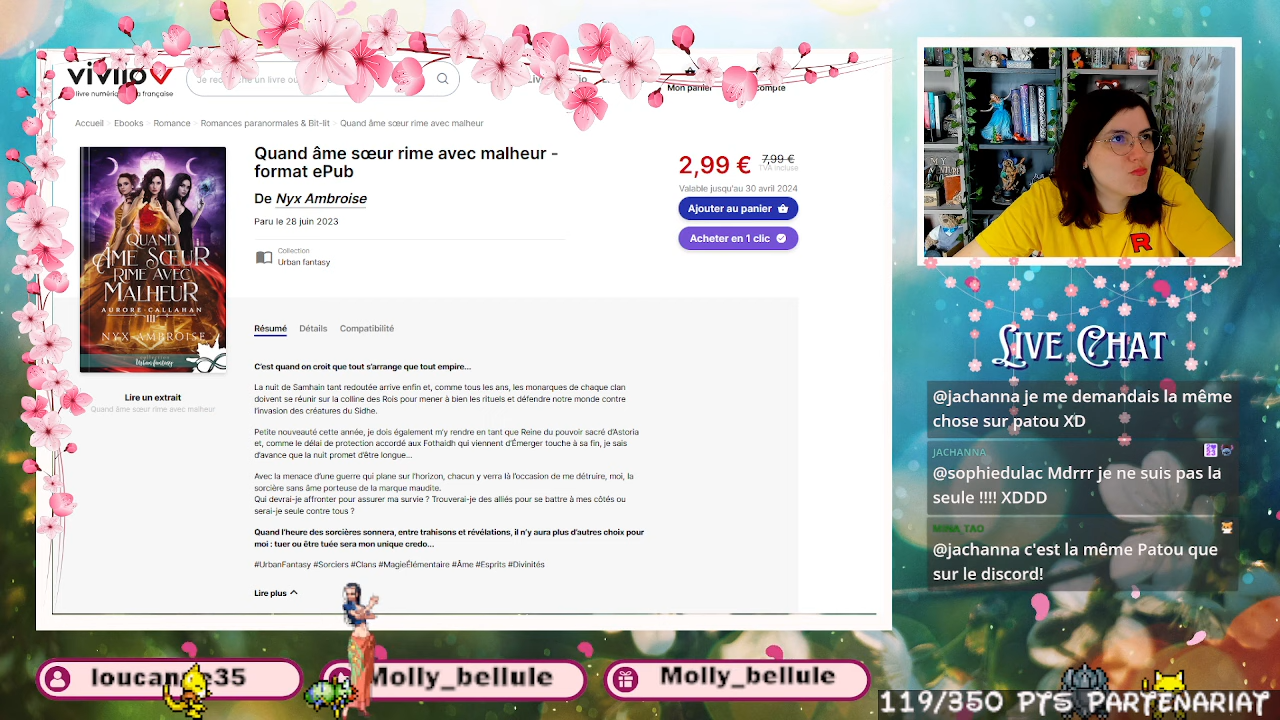 vivlio
Je rech
he un livre ou
Mon panier
compte
livre numériq
la française
Accueil > Ebooks > Romance > Romances paranormales & Bit-lit > Quand âme sœur rime avec malheur
Quand âme sœur rime avec malheur -
format ePub
De Nyx Ambroise
Paru le 28 juin 2023
Collection
Urban fantasy
2,99 € 7,99 €
TVA incluse
Valable jusqu'au 30 avril 2024
Ajouter au panier
Acheter en 1 clic
QUAND
ÂME SŒUR
RIME AVEC
MALHEUR
AURORE CALLAHAN
III
NYX AMBROISE
Urban fantasy
Lire un extrait
Quand âme sœur rime avec malheur
Résumé Détails Compatibilité
C'est quand on croit que tout s'arrange que tout empire...
La nuit de Samhain tant redoutée arrive enfin et, comme tous les ans, les monarques de chaque clan
doivent se réunir sur la colline des Rois pour mener à bien les rituels et défendre notre monde contre
l'invasion des créatures du Sidhe.
Petite nouveauté cette année, je dois également m'y rendre en tant que Reine du pouvoir sacré d'Astoria
et, comme le délai de protection accordé aux Fothaidh qui viennent d'Émerger touche à sa fin, je sais
d'avance que la nuit promet d'être longue...
Avec la menace d'une guerre qui plane sur l'horizon, chacun y verra là l'occasion de me détruire, moi, la
sorcière sans âme porteuse de la marque maudite.
Qui devrai-je affronter pour assurer ma survie ? Trouverai-je des alliés pour se battre à mes côtés ou
serai-je seule contre tous ?
Quand l'heure des sorcières sonnera, entre trahisons et révélations, il n'y aura plus d'autres choix pour
moi : tuer ou être tuée sera mon unique credo...
#UrbanFantasy #Sorciers #Clans #MagieÉlémentaire #Âme #Esprits #Divinités
Lire plus
R
LIVE CHAT
@jachanna je me demandais la même
chose sur patou XD
JACHANNA
@sophiedulac Mdrrr je ne suis pas la
seule !!!! XDDD
MINA_TAO
@jachanna c'est la même Patou que
sur le discord!
Molly_bellule
Molly_bellule
119/350 PTS PARTENARIAT